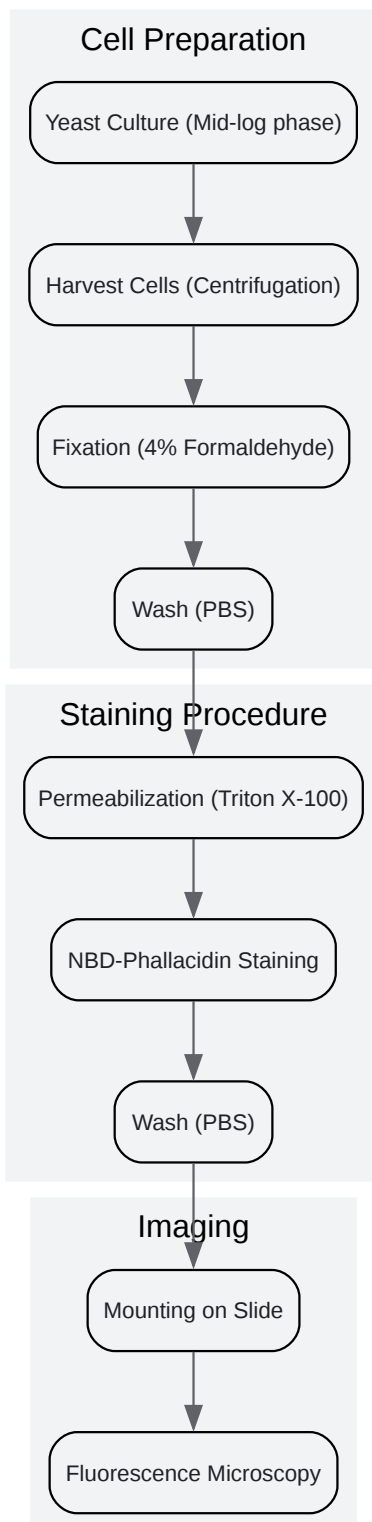 Cell Preparation
Yeast Culture (Mid-log phase)
Harvest Cells (Centrifugation)
Fixation (4% Formaldehyde)
Wash (PBS)
Staining Procedure
Permeabilization (Triton X-100)
NBD-Phallacidin Staining
Wash (PBS)
Imaging
Mounting on Slide
Fluorescence Microscopy